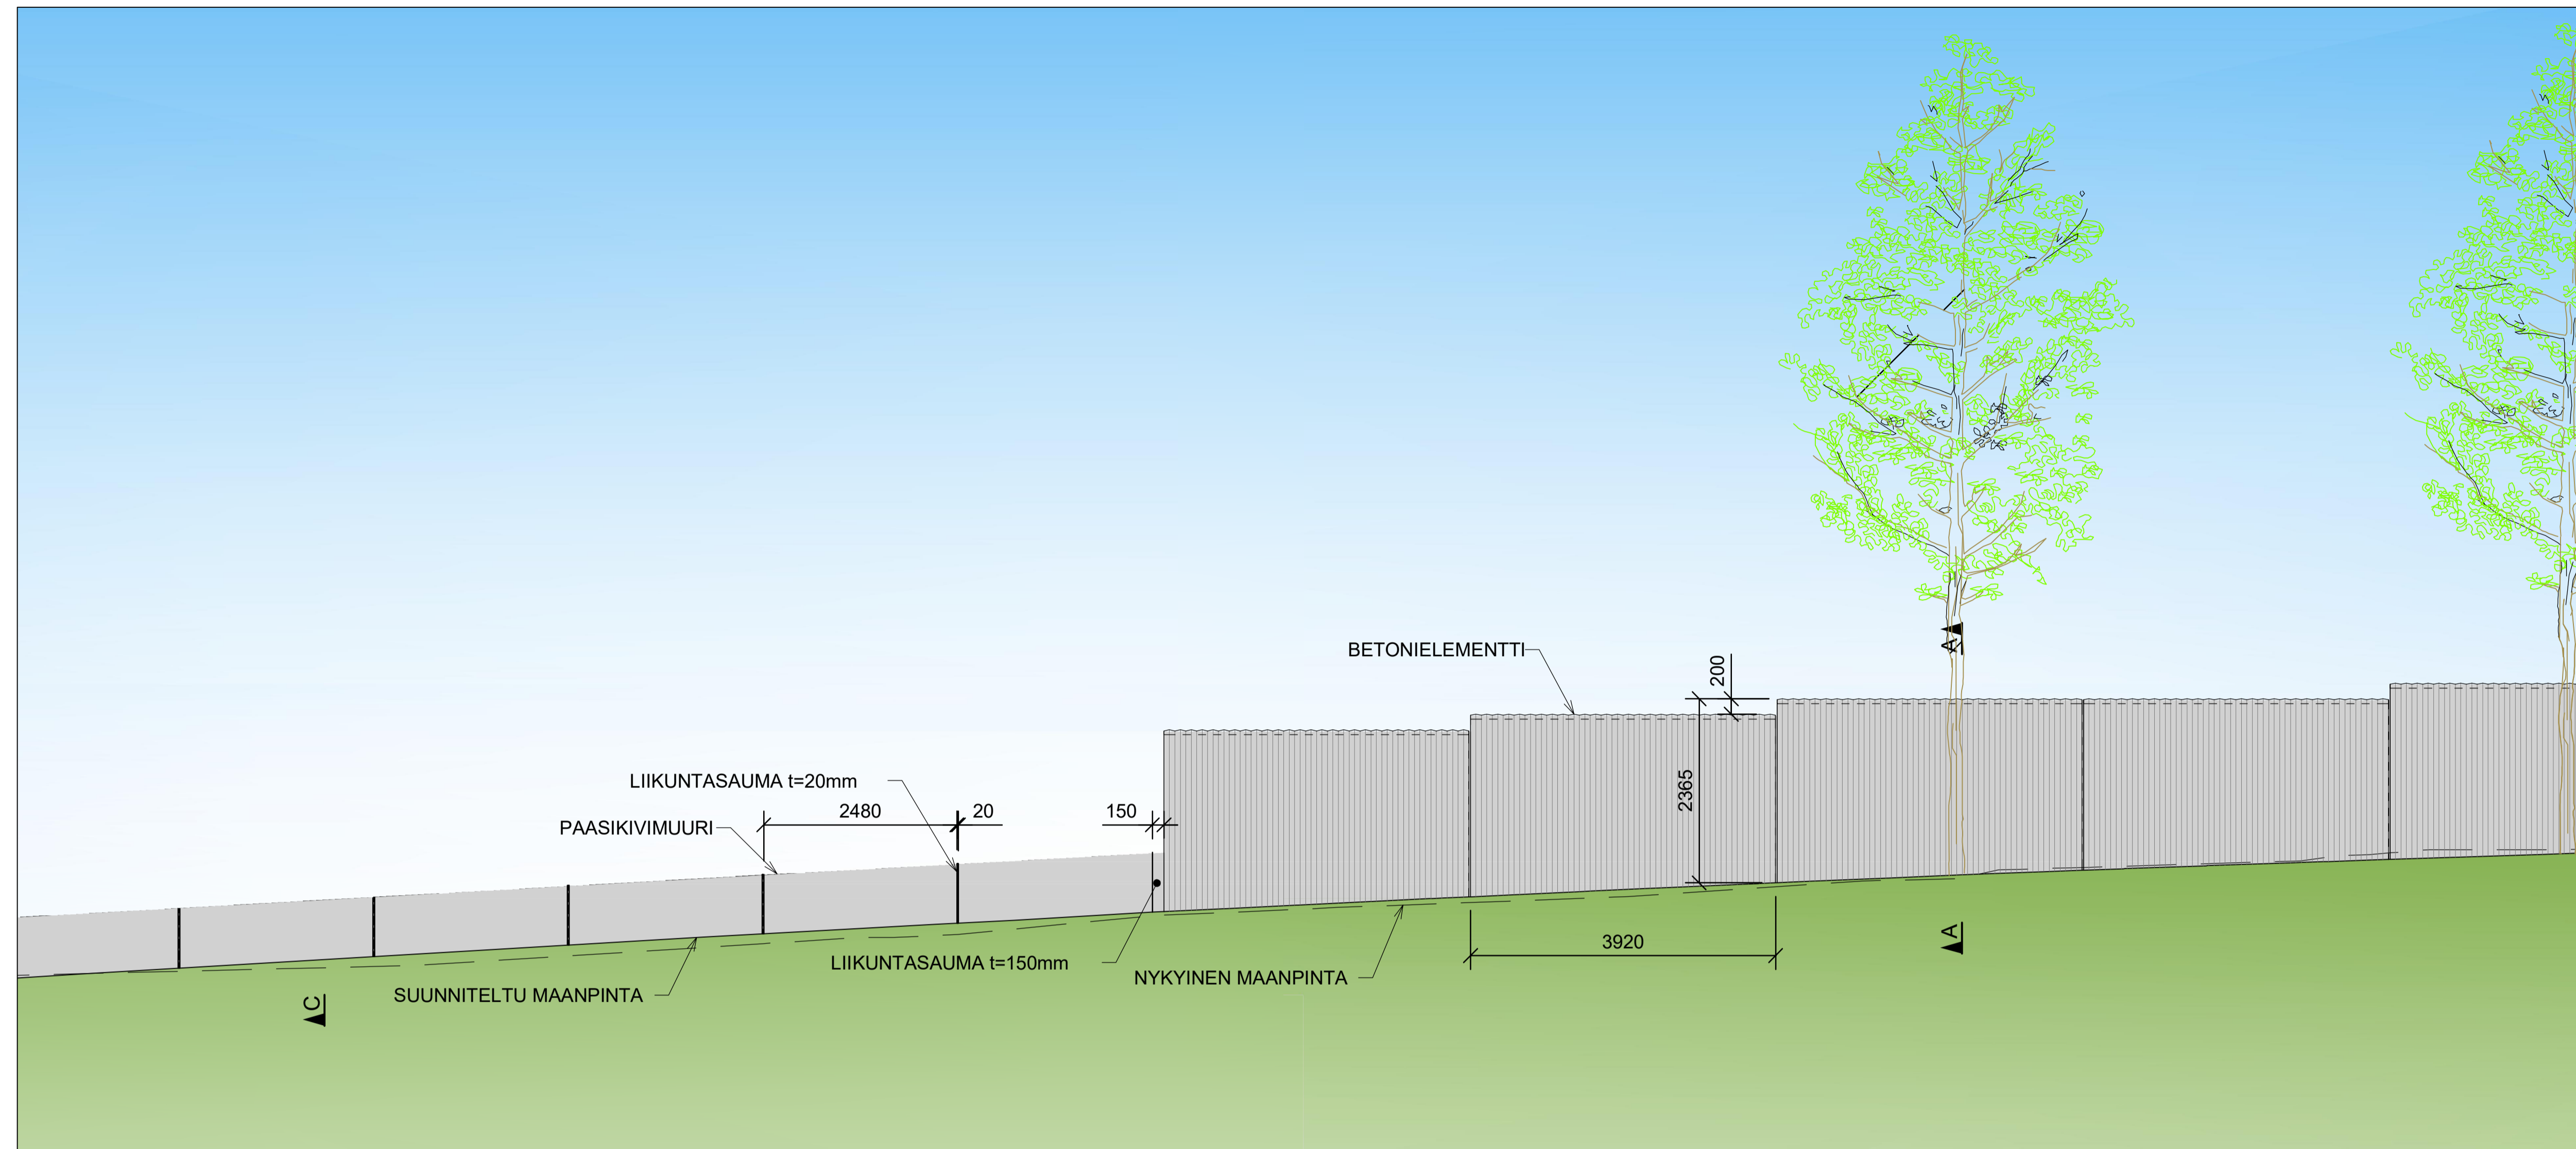 BETONIELEMENTTI
200
A
2365
LIIKUNTASAUMA t=20mm
PAASIKIVIMUURI
2480
20
150
LIIKUNTASAUMA t=150mm
NYKYINEN MAANPINTA
3920
A
SUUNNITELTU MAANPINTA
C